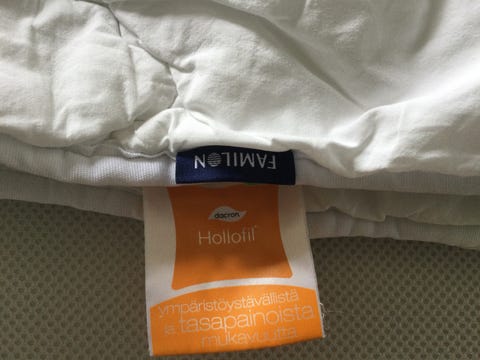 FAMILON
dacron
Hollofil®
ympäristöystävällistä
ja tasapainoista
mukavuutta